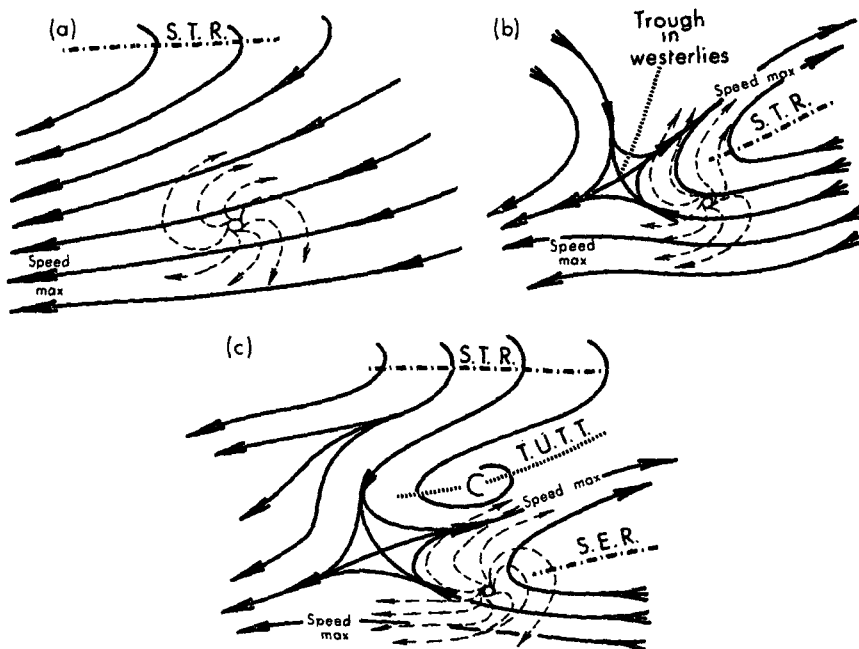 (a)
S. T. R.
Speed
max
(b)
Trough
in
westerlies
Speed max
S. T. R.
Speed
max
(c)
S. T. R.
T. U. T. T.
C
Speed max
S. E. R.
Speed
max